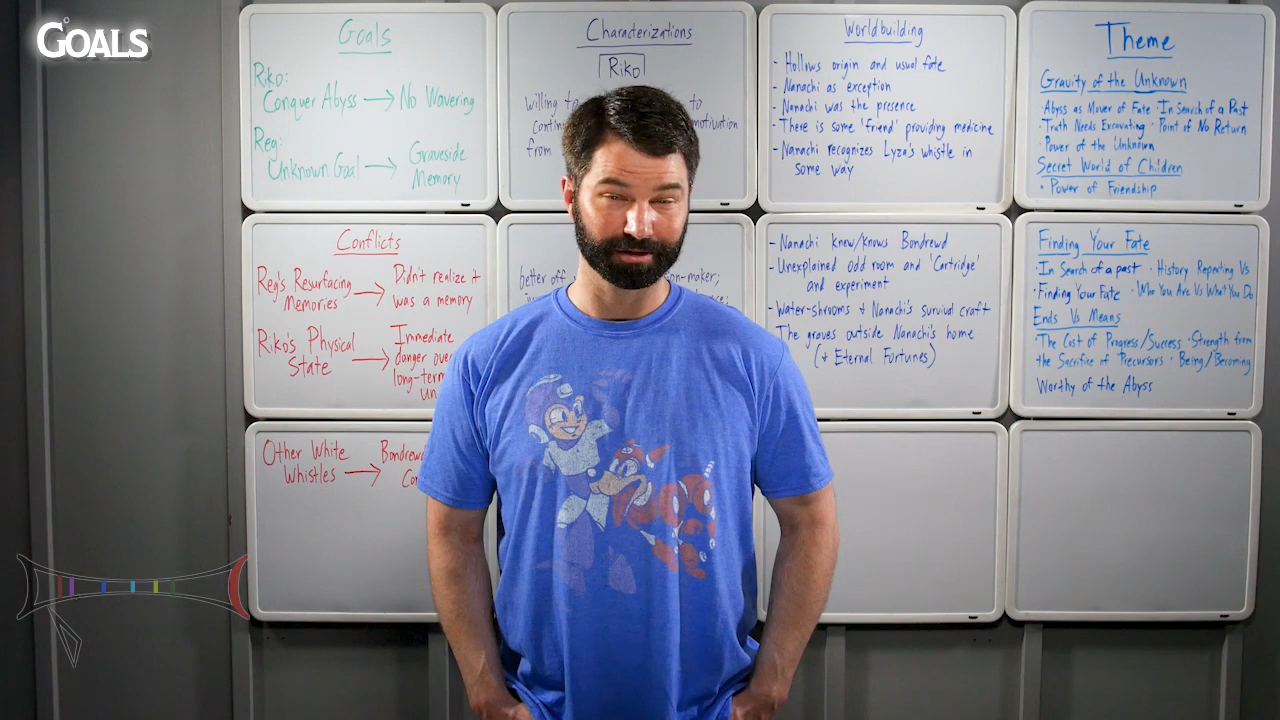 GOALS
Goals
Riko:
Conquer Abyss → No Wavering
Reg:
Unknown Goal → Graveside
Memory
Characterizations
Riko
willing to to
contin motivation
from
Worldbuilding
- Hollows origin and usual fate
- Nanachi as exception
- Nanachi was the presence
- There is some 'friend' providing medicine
- Nanachi recognizes Lyza's whistle in
some way
Theme
Gravity of the Unknown
· Abyss as Mover of Fate · In Search of a Past
· Truth Needs Excavating · Point of No Return
· Power of the Unknown
Secret World of Children
· Power of Friendship
Conflicts
Reg's Resurfacing
Memories → Didn't realize it
was a memory
Riko's Physical
State → Immediate
danger ove
long-term
un
better off on-maker;
- Nanachi knew/knows Bondrewd
- Unexplained odd room and 'Cartridge'
and experiment
- Water-shrooms + Nanachi's survival craft
- The graves outside Nanachi's home
(+ Eternal Fortunes)
Finding Your Fate
· In Search of a past · History Repeating Vs
· Finding Your Fate · Who You Are Vs What You Do
Ends Vs Means
· The Cost of Progress/Success · Strength from
the Sacrifice of Precursors · Being/Becoming
Worthy of the Abyss
Other White
Whistles → Bondrewd
Co